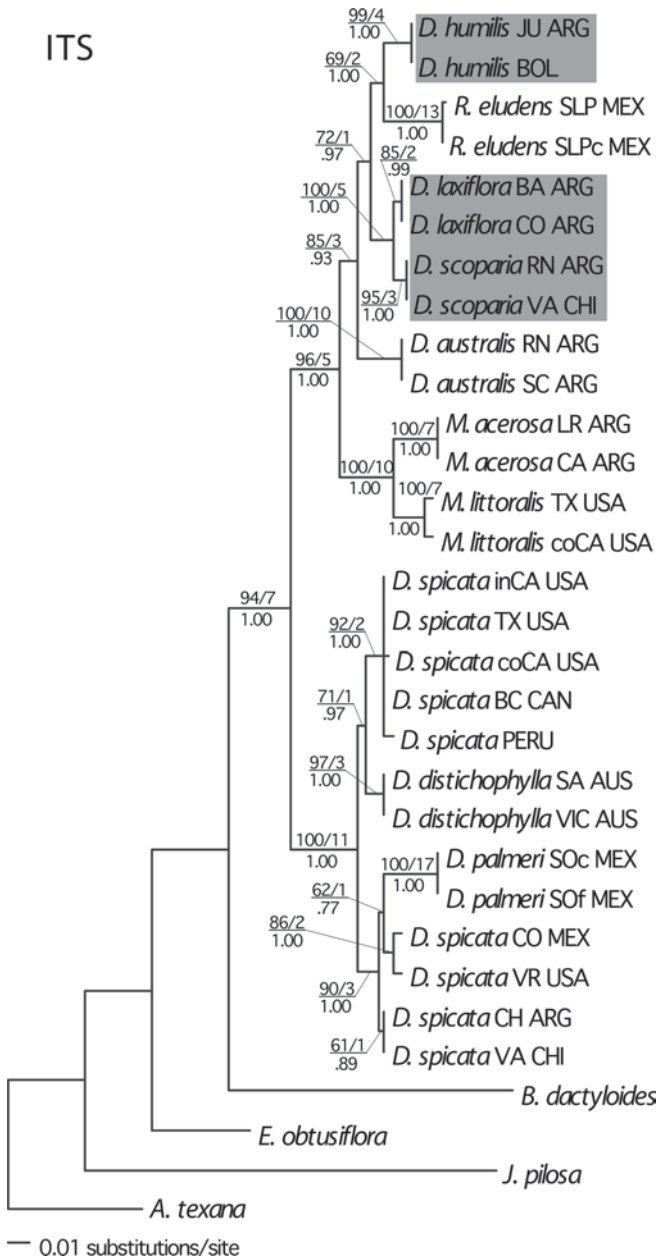 ITS
99/4
1.00
D. humilis JU ARG
D. humilis BOL
69/2
1.00
100/13
1.00
R. eludens SLP MEX
R. eludens SLPc MEX
72/1
.97
85/2
.99
D. laxiflora BA ARG
D. laxiflora CO ARG
100/5
1.00
D. scoparia RN ARG
D. scoparia VA CHI
95/3
1.00
85/3
.93
100/10
1.00
D. australis RN ARG
D. australis SC ARG
96/5
1.00
100/7
1.00
M. acerosa LR ARG
M. acerosa CA ARG
100/10
1.00
100/7
1.00
M. littoralis TX USA
M. littoralis coCA USA
94/7
1.00
D. spicata inCA USA
D. spicata TX USA
92/2
1.00
D. spicata coCA USA
D. spicata BC CAN
71/1
.97
D. spicata PERU
97/3
1.00
D. distichophylla SA AUS
D. distichophylla VIC AUS
100/11
1.00
100/17
1.00
D. palmeri SOc MEX
D. palmeri SOf MEX
62/1
.77
86/2
1.00
D. spicata CO MEX
D. spicata VR USA
90/3
1.00
D. spicata CH ARG
D. spicata VA CHI
61/1
.89
B. dactyloides
E. obtusiflora
J. pilosa
A. texana
0.01 substitutions/site